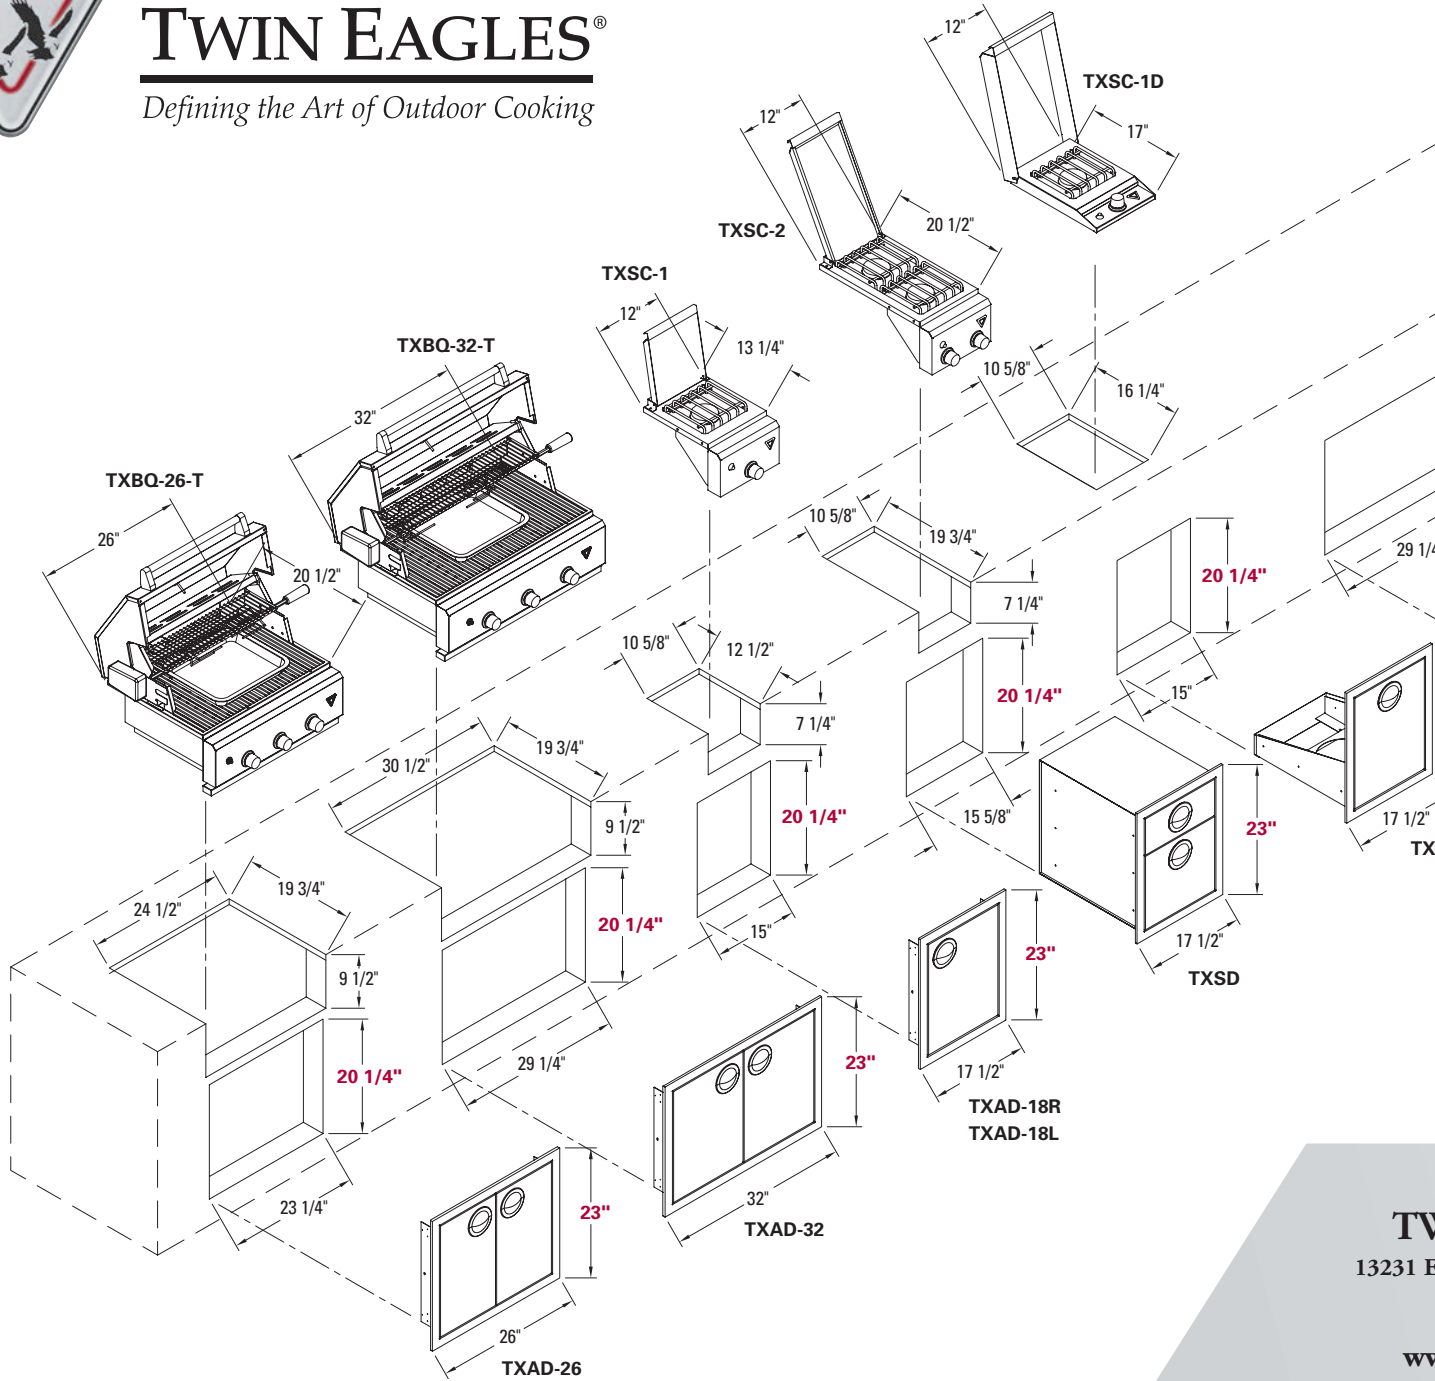 TWIN EAGLES®
Defining the Art of Outdoor Cooking
12"
TXSC-1D
17"
12"
TXSC-2
20 1/2"
TXSC-1
12"
13 1/4"
TXBQ-32-T
32"
TXBQ-26-T
26"
20 1/2"
10 5/8"
16 1/4"
10 5/8"
19 3/4"
7 1/4"
20 1/4"
29 1/4
10 5/8"
12 1/2"
7 1/4"
20 1/4"
15"
30 1/2"
19 3/4"
9 1/2"
20 1/4"
15 5/8"
23"
17 1/2"
TXSD
17 1/2"
TX
24 1/2"
19 3/4"
9 1/2"
20 1/4"
15"
23"
17 1/2"
TXAD-18R
TXAD-18L
20 1/4"
29 1/4"
23"
32"
TXAD-32
23 1/4"
23"
26"
TXAD-26
TW
13231 E
ww